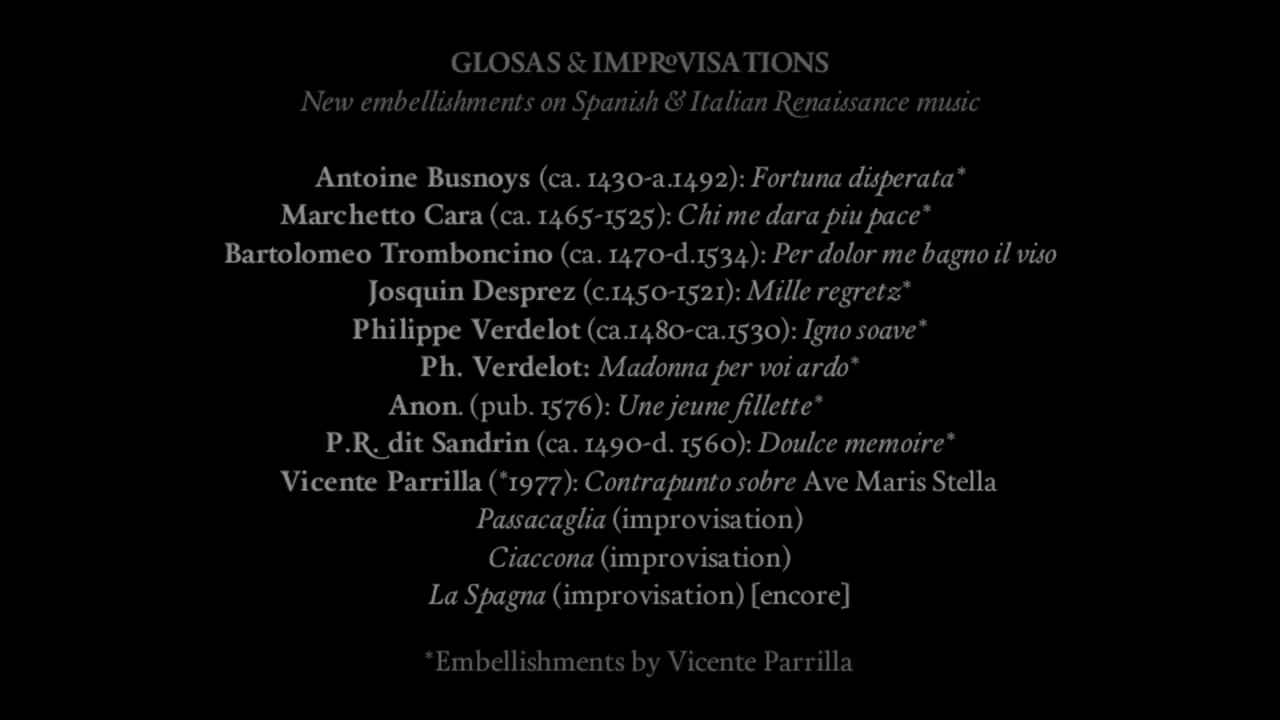 GLOSAS & IMPRoVISATIONS
New embellishments on Spanish & Italian Renaissance music
Antoine Busnoys (ca. 1430-a.1492): Fortuna disperata*
Marchetto Cara (ca. 1465-1525): Chi me dara piu pace*
Bartolomeo Tromboncino (ca. 1470-d.1534): Per dolor me bagno il viso
Josquin Desprez (c.1450-1521): Mille regretz*
Philippe Verdelot (ca.1480-ca.1530): Igno soave*
Ph. Verdelot: Madonna per voi ardo*
Anon. (pub. 1576): Une jeune fillette*
P.R. dit Sandrin (ca. 1490-d. 1560): Doulce memoire*
Vicente Parrilla (*1977): Contrapunto sobre Ave Maris Stella
Passacaglia (improvisation)
Ciaccona (improvisation)
La Spagna (improvisation) [encore]
*Embellishments by Vicente Parrilla